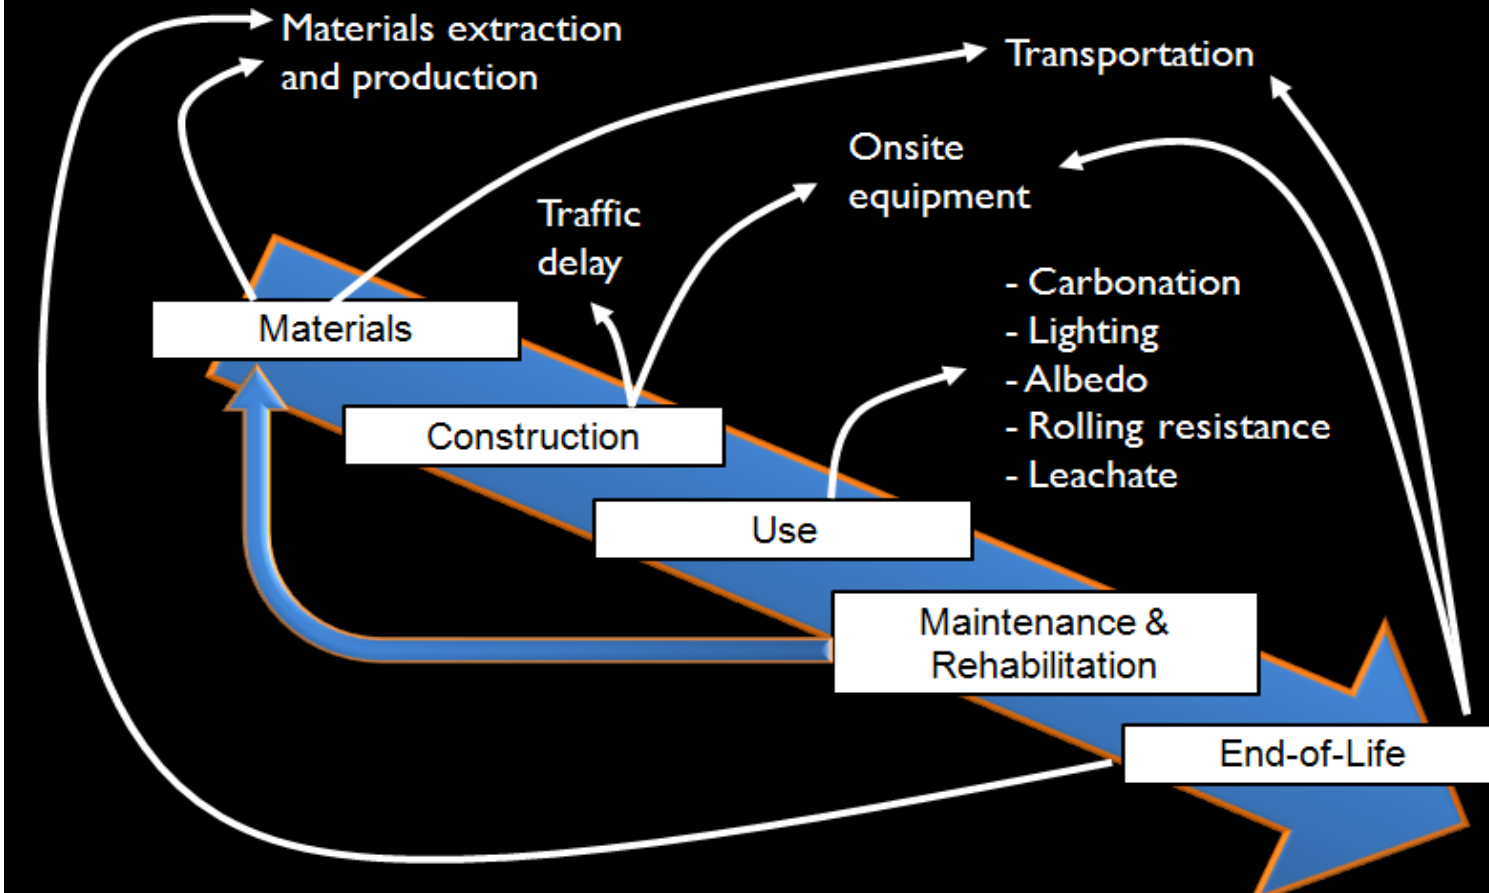 Materials extraction
and production
Transportation
Onsite
equipment
Traffic
delay
- Carbonation
- Lighting
- Albedo
- Rolling resistance
- Leachate
Materials
Construction
Use
Maintenance &
Rehabilitation
End-of-Life